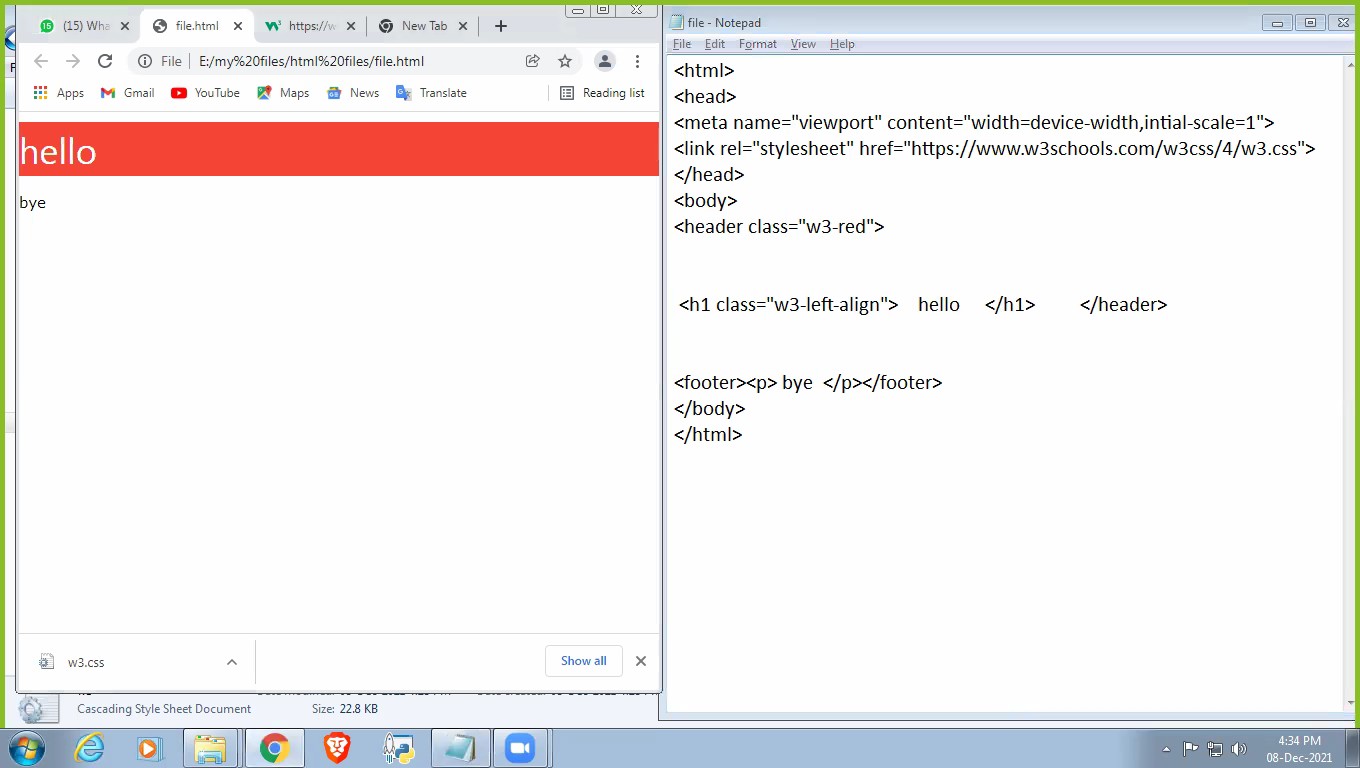 (15) Wha
file.html
https://w
New Tab
File
E:/my%20files/html%20files/file.html
Apps
Gmail
YouTube
Maps
News
Translate
Reading list
hello
bye
w3.css
Show all
Cascading Style Sheet Document
Size: 22.8 KB
file - Notepad
File Edit Format View Help
<html>
<head>
<meta name="viewport" content="width=device-width,intial-scale=1">
<link rel="stylesheet" href="https://www.w3schools.com/w3css/4/w3.css">
</head>
<body>
<header class="w3-red">
<h1 class="w3-left-align"> hello </h1> </header>
<footer><p> bye </p></footer>
</body>
</html>
4:34 PM
08-Dec-2021